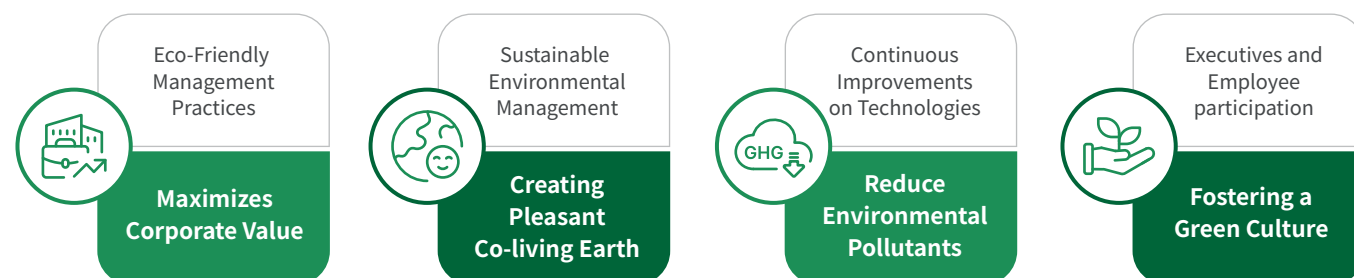 Eco-Friendly
Management
Practices
Maximizes
Corporate Value
Sustainable
Environmental
Management
Creating
Pleasant
Co-living Earth
Continuous
Improvements
on Technologies
GHG
Reduce
Environmental
Pollutants
Executives and
Employee
participation
Fostering a
Green Culture